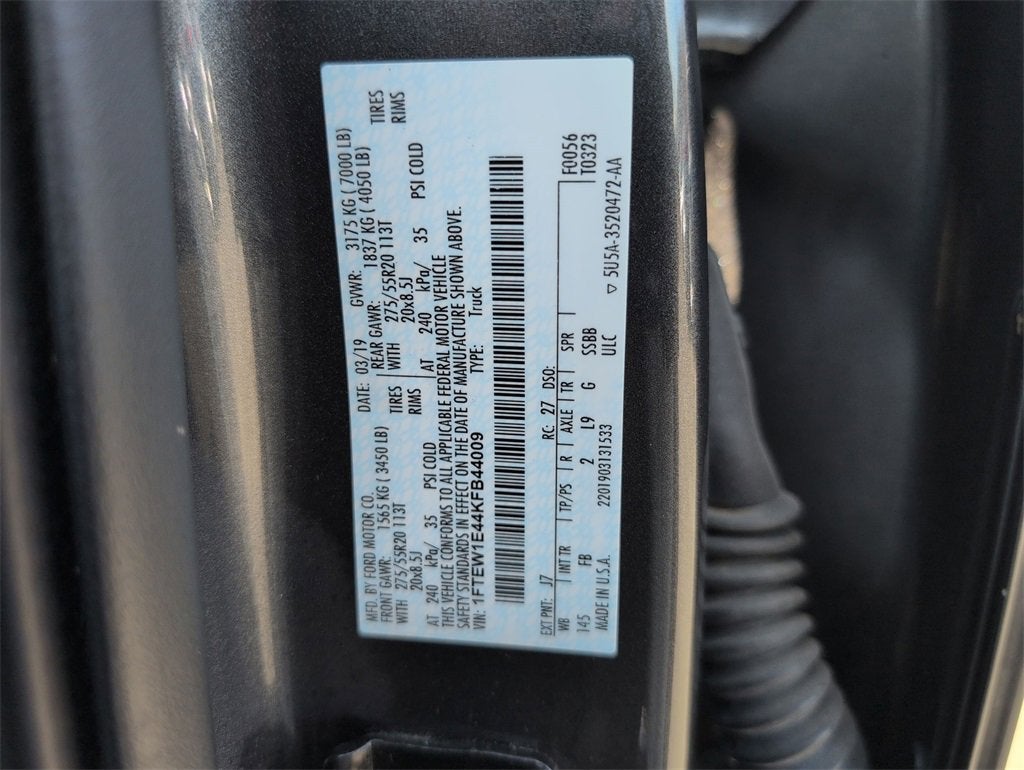 MFD. BY FORD MOTOR CO.
DATE: 03/19 GVWR: 3175 KG ( 7000 LB)
FRONT GAWR: 1565 KG ( 3450 LB) REAR GAWR: 1837 KG ( 4050 LB)
WITH 275/55R20 113T TIRES WITH 275/55R20 113T TIRES
20x8.5J RIMS 20x8.5J RIMS
AT 240 kPa/ 35 PSI COLD AT 240 kPa/ 35 PSI COLD
THIS VEHICLE CONFORMS TO ALL APPLICABLE FEDERAL MOTOR VEHICLE
SAFETY STANDARDS IN EFFECT ON THE DATE OF MANUFACTURE SHOWN ABOVE.
VIN: 1FTEW1E44KFB44009 TYPE: Truck
EXT PNT: J7 RC: 27 DSO: F0056
WB INT TR TP/PS R AXLE TR SPR T0323
145 FB 2 L9 G SSBB ▽ 5U5A-3520472-AA
MADE IN U.S.A. 2201903131533 ULC